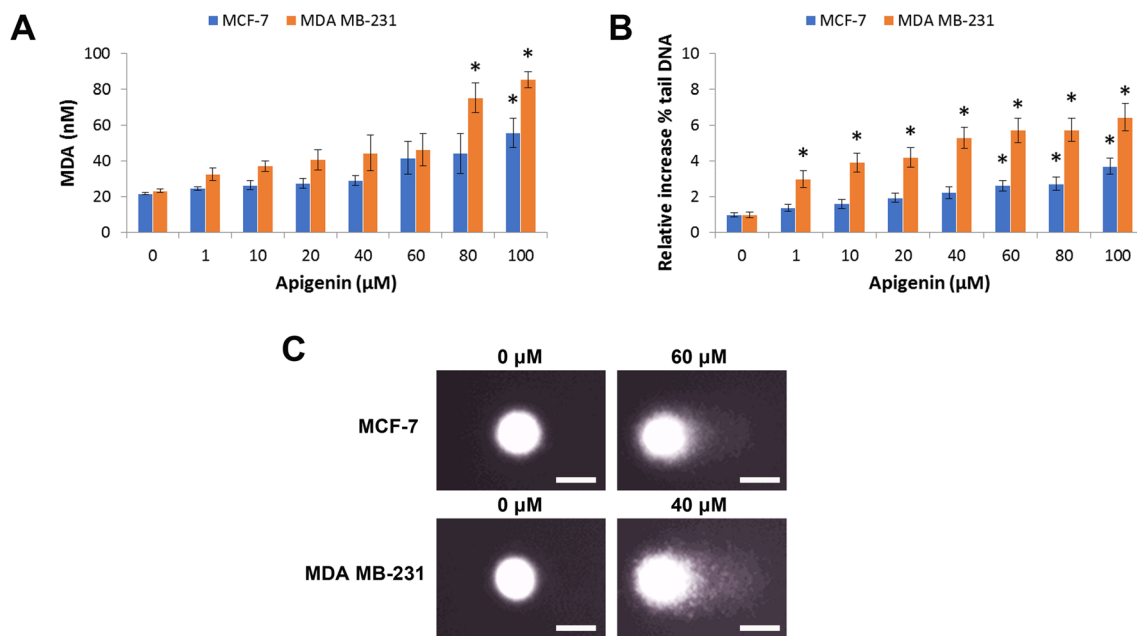 A
MCF-7 MDA MB-231
MDA (nM)
100
80
60
40
20
0
* * *
0 1 10 20 40 60 80 100
Apigenin (µM)
B
MCF-7 MDA MB-231
Relative increase % tail DNA
10
8
6
4
2
0
* * * * * * * * * *
0 1 10 20 40 60 80 100
Apigenin (µM)
C
0 µM 60 µM
MCF-7
0 µM 40 µM
MDA MB-231